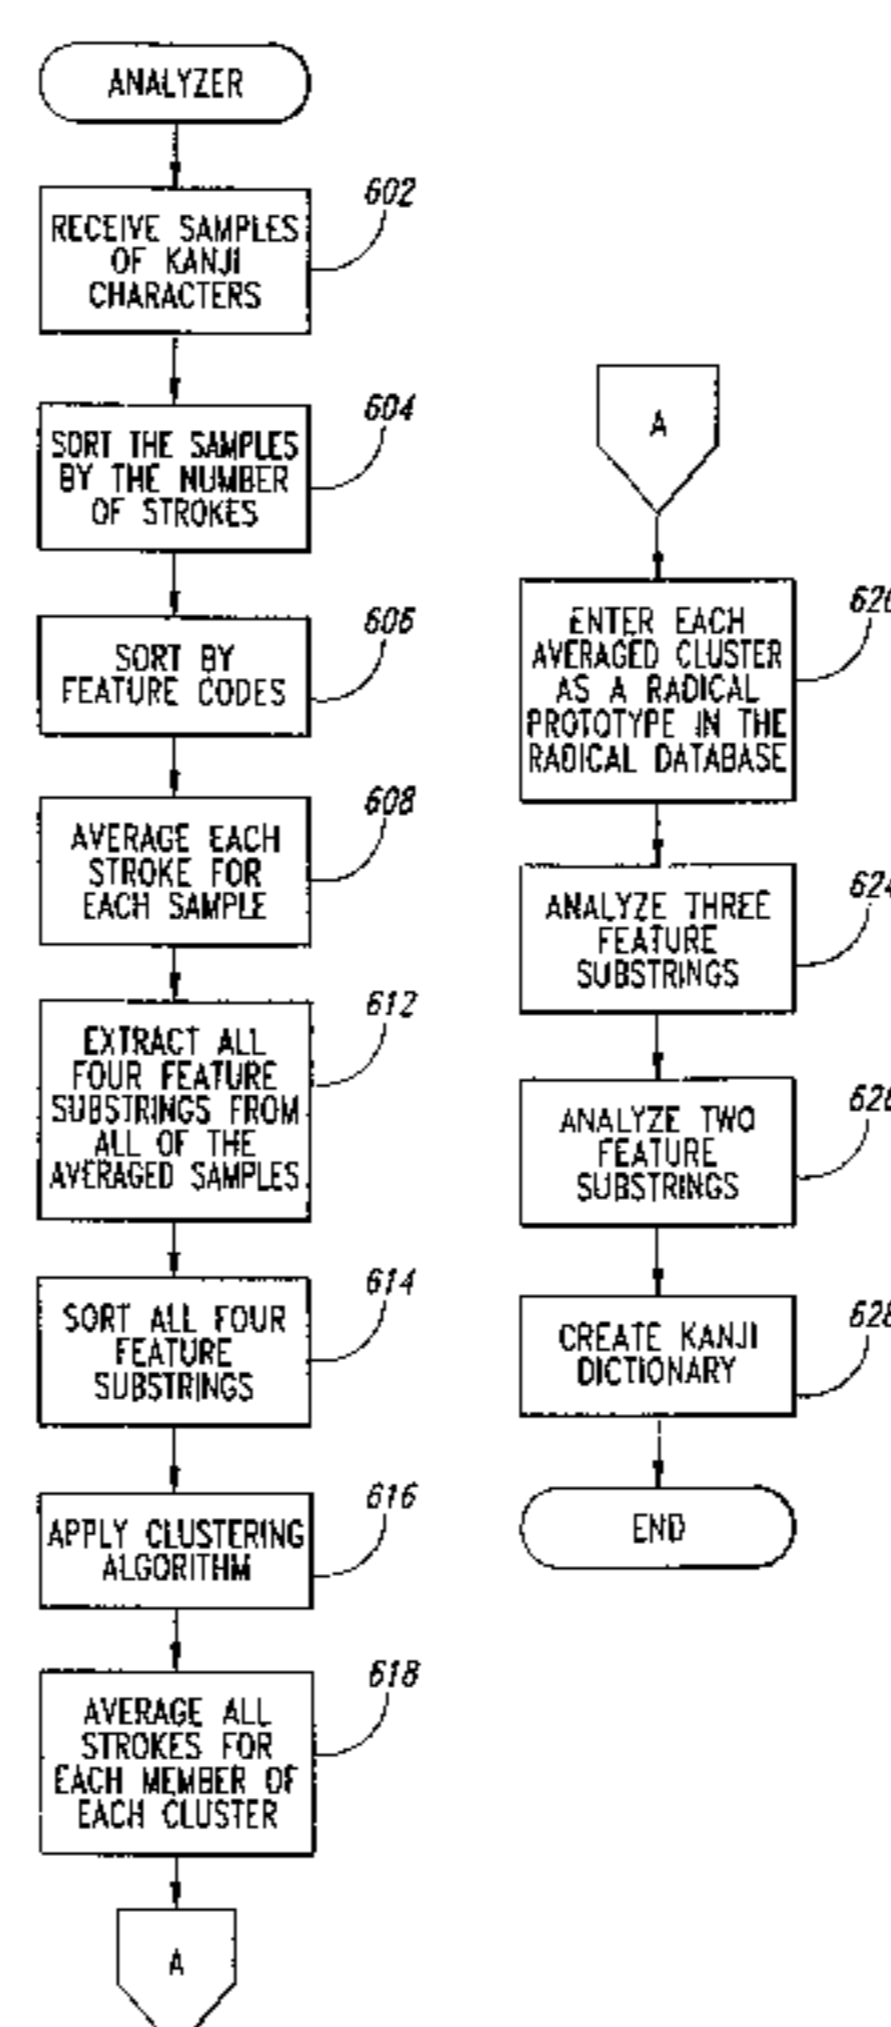 ANALYZER
602
RECEIVE SAMPLES
OF KANJI
CHARACTERS
604
SORT THE SAMPLES
BY THE NUMBER
OF STROKES
606
SORT BY
FEATURE CODES
608
AVERAGE EACH
STROKE FOR
EACH SAMPLE
612
EXTRACT ALL
FOUR FEATURE
SUBSTRINGS FROM
ALL OF THE
AVERAGED SAMPLES
614
SORT ALL FOUR
FEATURE
SUBSTRINGS
616
APPLY CLUSTERING
ALGORITHM
618
AVERAGE ALL
STROKES FOR
EACH MEMBER OF
EACH CLUSTER
A
A
ENTER EACH
AVERAGED CLUSTER
AS A RADICAL
PROTOTYPE IN THE
RADICAL DATABASE
624
ANALYZE THREE
FEATURE
SUBSTRINGS
ANALYZE TWO
FEATURE
SUBSTRINGS
628
CREATE KANJI
DICTIONARY
END